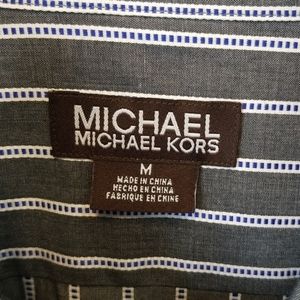 MICHAEL
MICHAEL KORS
M
MADE IN CHINA
HECHO EN CHINA
FABRIQUE EN CHINE